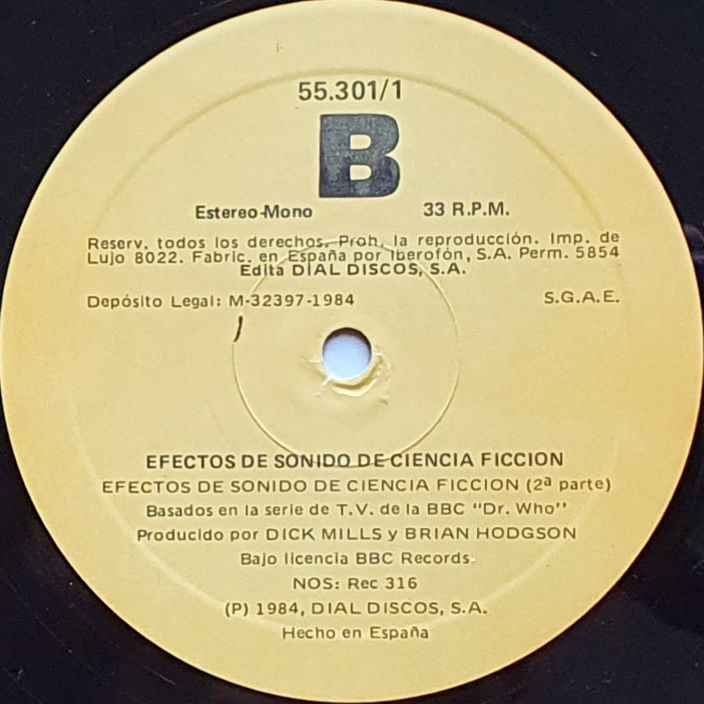 55.301/1
B
Estereo-Mono 33 R.P.M.
Reserv. todos los derechos. Proh. la reproducción. Imp. de
Lujo 8022. Fabric. en España por Iberofón, S.A. Perm. 5854
Edita DIAL DISCOS, S.A.
Depósito Legal: M-32397-1984 S.G.A.E.
EFECTOS DE SONIDO DE CIENCIA FICCION
EFECTOS DE SONIDO DE CIENCIA FICCION (2ª parte)
Basados en la serie de T.V. de la BBC "Dr. Who"
Producido por DICK MILLS y BRIAN HODGSON
Bajo licencia BBC Records.
NOS: Rec 316
(P) 1984, DIAL DISCOS, S.A.
Hecho en España